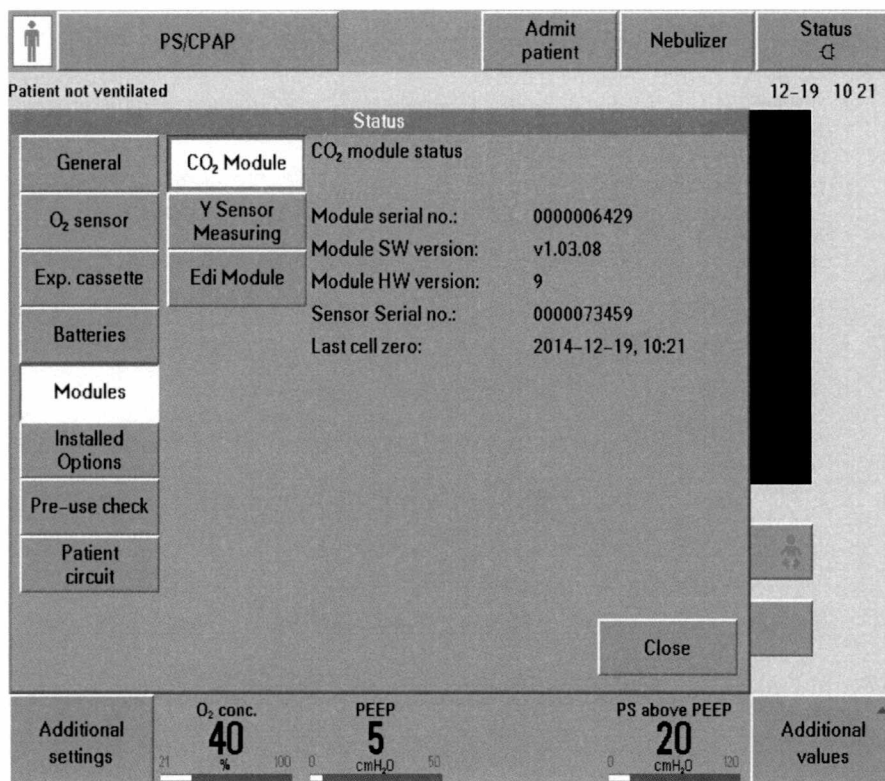 PS/CPAP
Admit
patient
Nebulizer
Status
Patient not ventilated
12-19 10 21
Status
General
O₂ sensor
Exp. cassette
Batteries
Modules
Installed
Options
Pre-use check
Patient
circuit
CO₂ Module
Y Sensor
Measuring
Edi Module
CO₂ module status
Module serial no.: 0000006429
Module SW version: v1.03.08
Module HW version: 9
Sensor Serial no.: 0000073459
Last cell zero: 2014-12-19, 10:21
Close
Additional
settings
O₂ conc.
40
21 % 100
PEEP
5
0 cmH₂O 50
PS above PEEP
20
0 cmH₂O 120
Additional
values